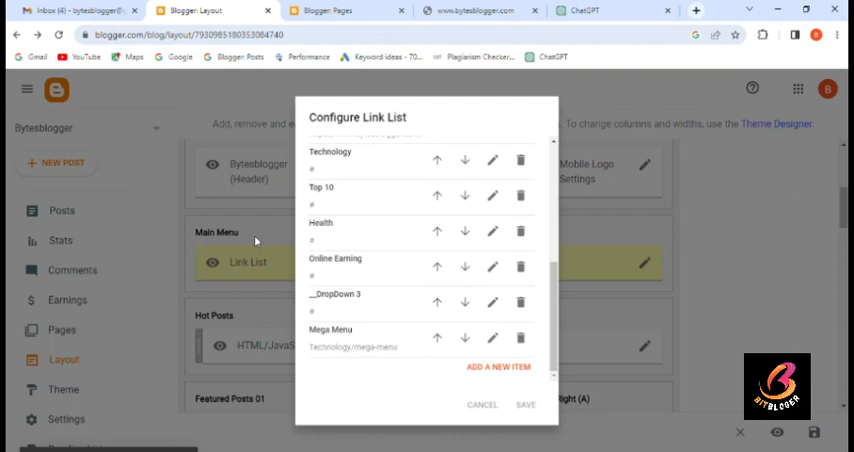 Inbox (4) - bytesblogger@g
Blogger: Layout
Blogger: Pages
www.bytesblogger.com
ChatGPT
blogger.com/blog/layout/7930985180353084740
Gmail
YouTube
Maps
Google
Blogger: Posts
Performance
Keyword ideas - 70...
Plagiarism Checker...
ChatGPT
B
Bytesblogger
Add, remove and e
. To change columns and widths, use the Theme Designer.
+ NEW POST
Posts
Stats
Comments
Earnings
Pages
Layout
Theme
Settings
Bytesblogger
(Header)
Mobile Logo
Settings
Main Menu
Link List
Hot Posts
HTML/JavaS
Featured Posts 01
Right (A)
Configure Link List
Technology
#
Top 10
#
Health
#
Online Earning
#
__DropDown 3
#
Mega Menu
Technology/mega-menu
ADD A NEW ITEM
CANCEL
SAVE
BITBLOGER